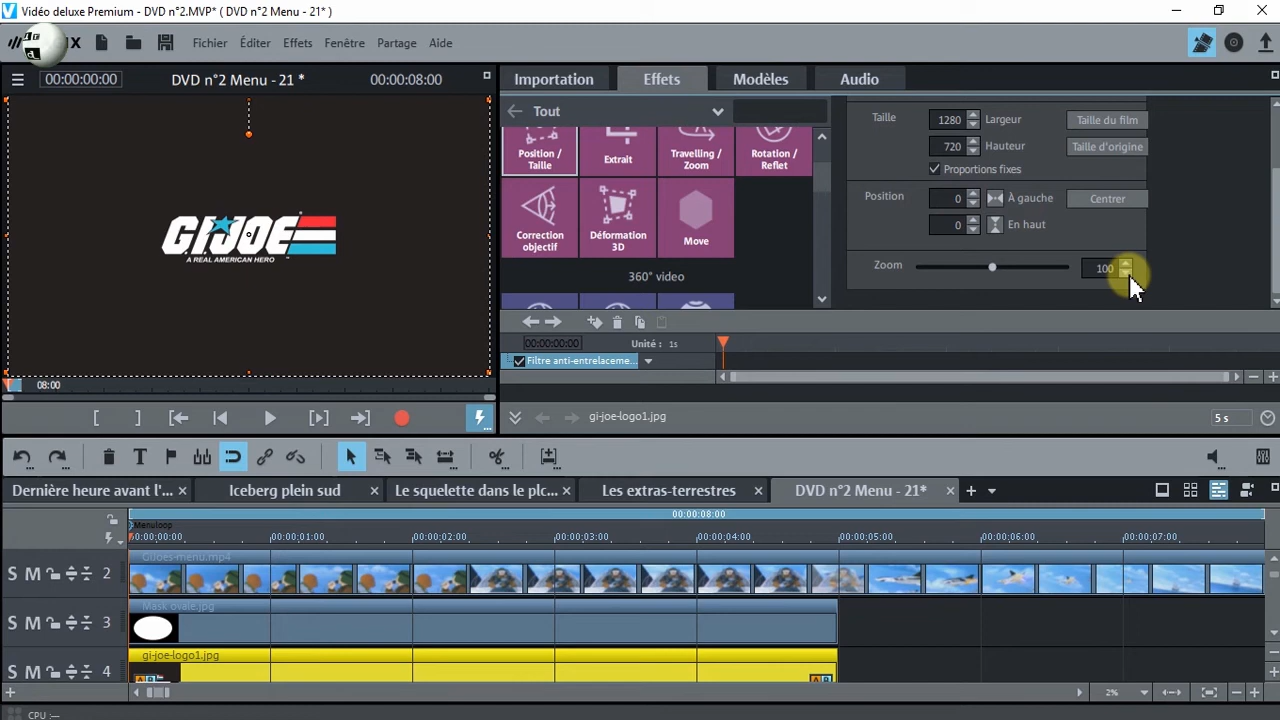 Vidéo deluxe Premium - DVD n°2.MVP* ( DVD n°2 Menu - 21* )
X Fichier Éditer Effets Fenêtre Partage Aide
00:00:00:00 DVD n°2 Menu - 21 * 00:00:08:00
Importation Effets Modèles Audio
Tout
Position / Taille
Extrait
Travelling / Zoom
Rotation / Reflet
Correction objectif
Déformation 3D
Move
360° video
Taille 1280 Largeur Taille du film
720 Hauteur Taille d'origine
Proportions fixes
Position 0 À gauche Centrer
0 En haut
Zoom 100
GIJOE
A REAL AMERICAN HERO
00:00:00:00 Unité : 1s
Filtre anti-entrelaceme...
08:00
gi-joe-logo1.jpg 5 s
Dernière heure avant l'... Iceberg plein sud Le squelette dans le plc... Les extras-terrestres DVD n°2 Menu - 21*
00:00:08:00
Menuloop
00:00:00:00 00:00:01:00 00:00:02:00 00:00:03:00 00:00:04:00 00:00:05:00 00:00:06:00 00:00:07:00
GIJoes-menu.mp4
S M 2
Mask ovale.jpg
S M 3
gi-joe-logo1.jpg
S M 4
2%
CPU :---